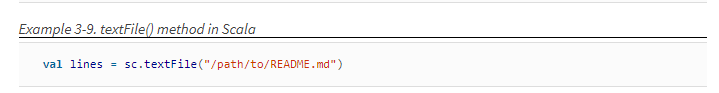 Example 3-9. textFile() method in Scala
val lines = sc.textFile("/path/to/README.md")